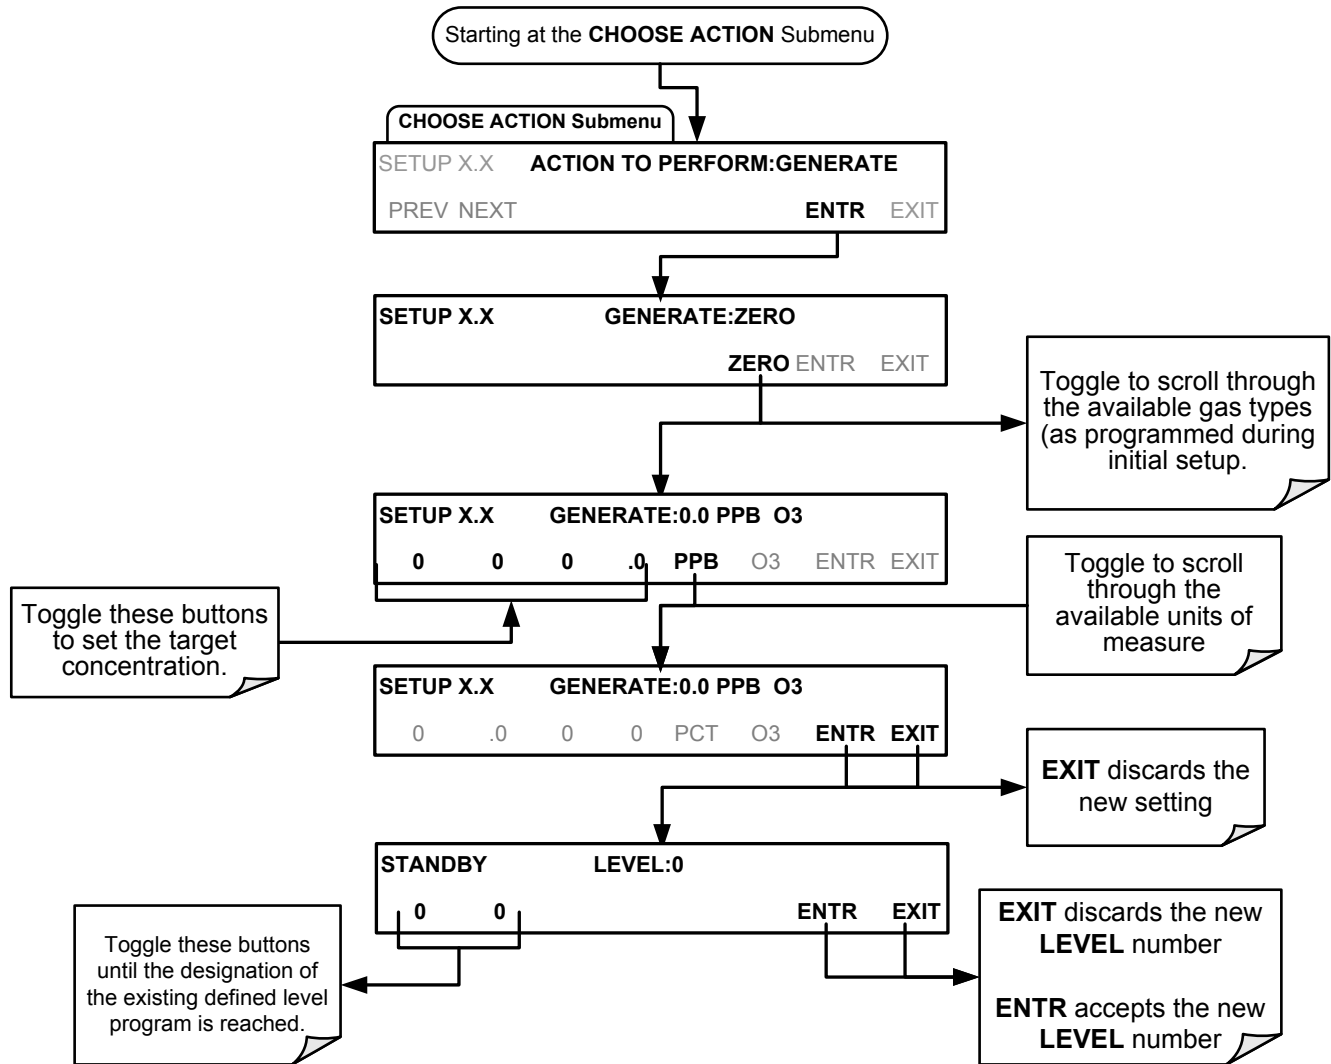 Starting at the CHOOSE ACTION Submenu
CHOOSE ACTION Submenu
SETUP X.X ACTION TO PERFORM:GENERATE
PREV NEXT ENTR EXIT
SETUP X.X GENERATE:ZERO
ZERO ENTR EXIT
Toggle to scroll through
the available gas types
(as programmed during
initial setup.
SETUP X.X GENERATE:0.0 PPB O3
0 0 0 .0 PPB O3 ENTR EXIT
Toggle to scroll
through the
available units of
measure
Toggle these buttons
to set the target
concentration.
SETUP X.X GENERATE:0.0 PPB O3
0 .0 0 0 PCT O3 ENTR EXIT
EXIT discards the
new setting
STANDBY LEVEL:0
0 0 ENTR EXIT
Toggle these buttons
until the designation of
the existing defined level
program is reached.
EXIT discards the new
LEVEL number
ENTR accepts the new
LEVEL number